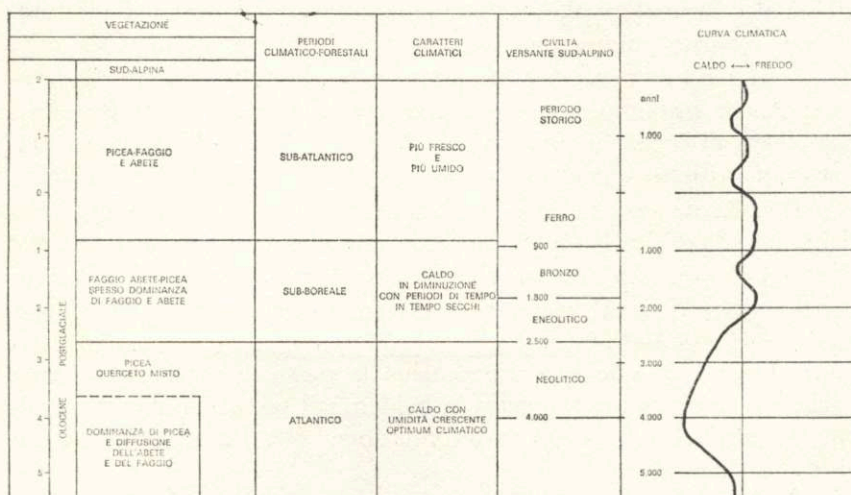 VEGETAZIONE
SUD-ALPINA
PERIODI
CLIMATICO-FORESTALI
CARATTERI
CLIMATICI
CIVILTÀ
VERSANTE SUD-ALPINO
CURVA CLIMATICA
CALDO ⟷ FREDDO
2
1
0
1
2
3
4
5
OLOCENE
POSTGLACIALE
PICEA-FAGGIO
E ABETE
FAGGIO ABETE-PICEA
SPESSO DOMINANZA
DI FAGGIO E ABETE
PICEA
QUERCETO MISTO
DOMINANZA DI PICEA
E DIFFUSIONE
DELL'ABETE
E DEL FAGGIO
SUB-ATLANTICO
SUB-BOREALE
ATLANTICO
PIÙ FRESCO
E
PIÙ UMIDO
CALDO
IN DIMINUZIONE
CON PERIODI DI TEMPO
IN TEMPO SECCHI
CALDO CON
UMIDITÀ CRESCENTE
OPTIMUM CLIMATICO
PERIODO
STORICO
FERRO
900
BRONZO
1.800
ENEOLITICO
2.500
NEOLITICO
4.000
anni
1.000
1.000
2.000
3.000
4.000
5.000